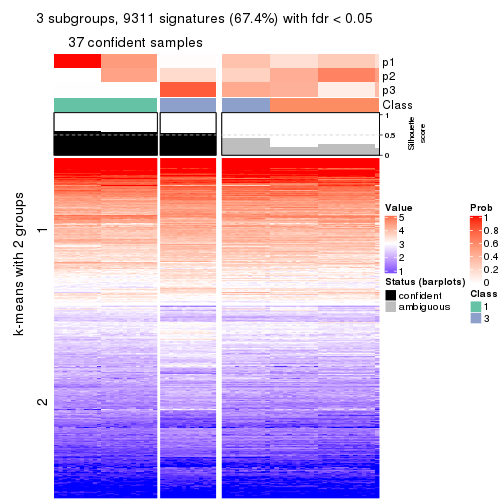 3 subgroups, 9311 signatures (67.4%) with fdr < 0.05
37 confident samples
p1
p2
p3
Class
1
0.5
0
Silhouette
score
k-means with 2 groups
1
2
Value
5
4
3
2
1
Prob
1
0.8
0.6
0.4
0.2
0
Status (barplots)
confident
ambiguous
Class
1
3